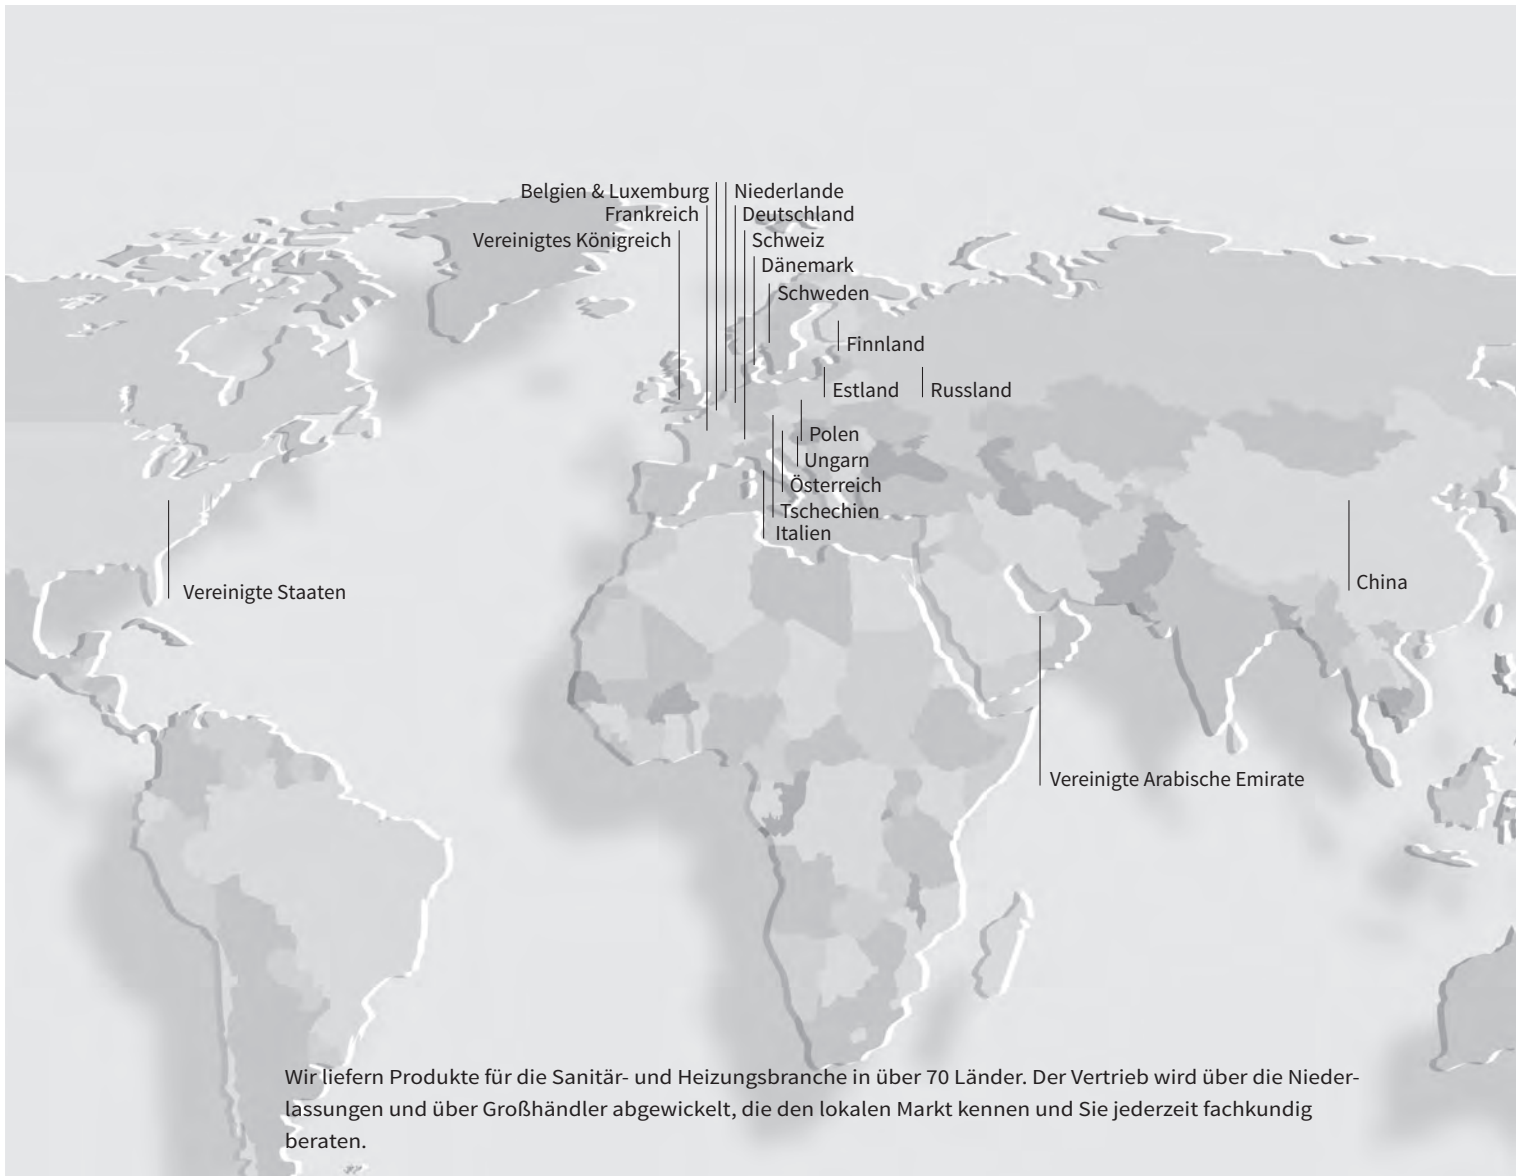 Belgien & Luxemburg
Niederlande
Frankreich
Deutschland
Vereinigtes Königreich
Schweiz
Dänemark
Schweden
Finnland
Estland
Russland
Polen
Ungarn
Österreich
Tschechien
Italien
Vereinigte Staaten
China
Vereinigte Arabische Emirate
Wir liefern Produkte für die Sanitär- und Heizungsbranche in über 70 Länder. Der Vertrieb wird über die Nieder-
lassungen und über Großhändler abgewickelt, die den lokalen Markt kennen und Sie jederzeit fachkundig
beraten.